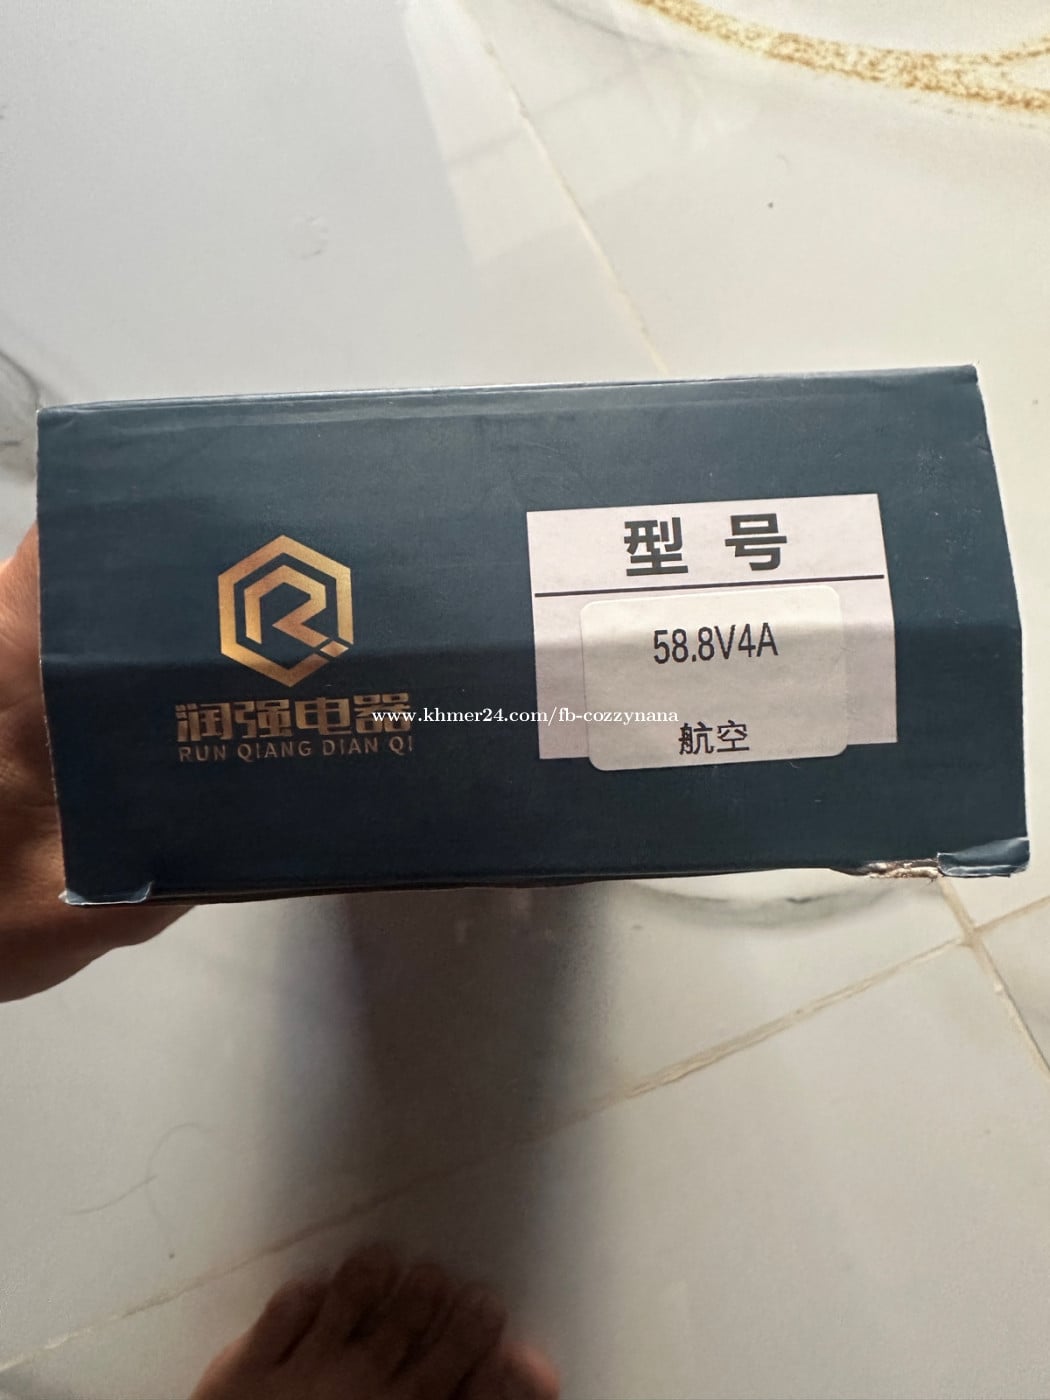 型号
58.8V4A
航空
润强电器
RUN QIANG DIAN QI
www.khmer24.com/fb-cozzynana